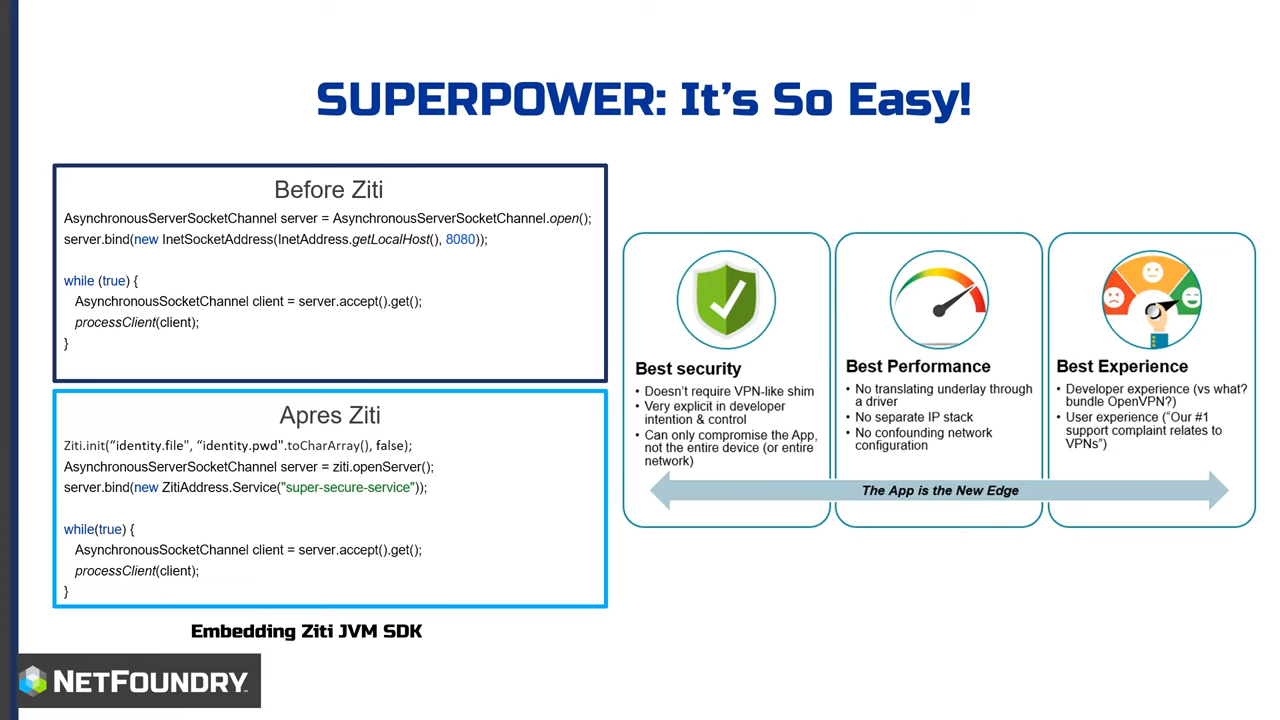 SUPERPOWER: It's So Easy!
Before Ziti
AsynchronousServerSocketChannel server = AsynchronousServerSocketChannel.open();
server.bind(new InetSocketAddress(InetAddress.getLocalHost(), 8080));
while (true) {
AsynchronousSocketChannel client = server.accept().get();
processClient(client);
}
Apres Ziti
Ziti.init("identity.file", "identity.pwd".toCharArray(), false);
AsynchronousServerSocketChannel server = ziti.openServer();
server.bind(new ZitiAddress.Service("super-secure-service"));
while(true) {
AsynchronousSocketChannel client = server.accept().get();
processClient(client);
}
Embedding Ziti JVM SDK
Best security
• Doesn't require VPN-like shim
• Very explicit in developer
intention & control
• Can only compromise the App,
not the entire device (or entire
network)
Best Performance
• No translating underlay through
a driver
• No separate IP stack
• No confounding network
configuration
Best Experience
• Developer experience (vs what?
bundle OpenVPN?)
• User experience ("Our #1
support complaint relates to
VPNs")
The App is the New Edge
NETFOUNDRY™